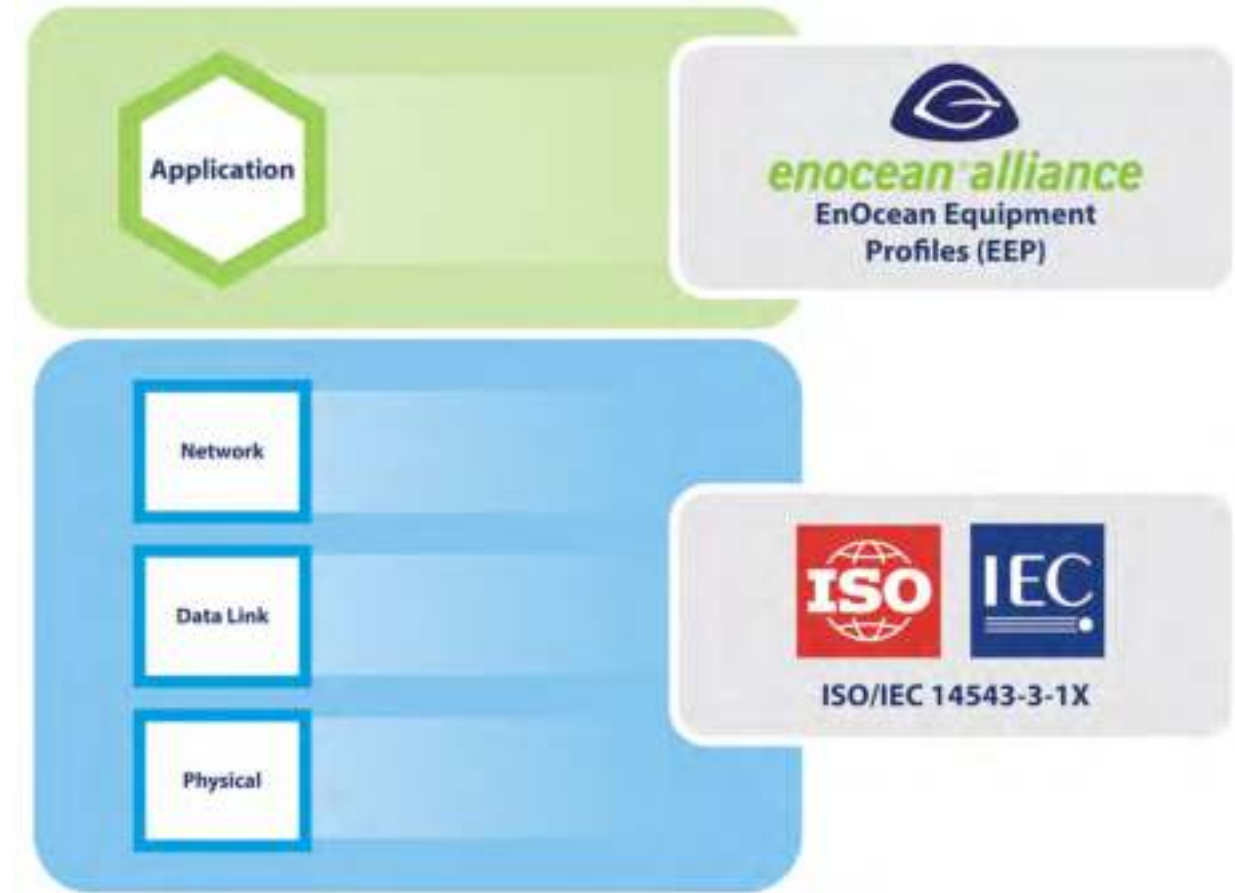 Application
enocean alliance
EnOcean Equipment
Profiles (EEP)
Network
Data Link
Physical
ISO
IEC
ISO/IEC 14543-3-1X